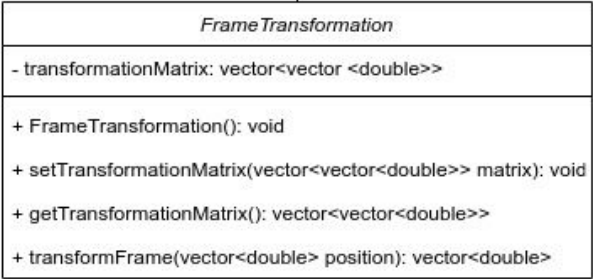 FrameTransformation
- transformationMatrix: vector<vector <double>>
+ FrameTransformation(): void
+ setTransformationMatrix(vector<vector<double>> matrix): void
+ getTransformationMatrix(): vector<vector<double>>
+ transformFrame(vector<double> position): vector<double>